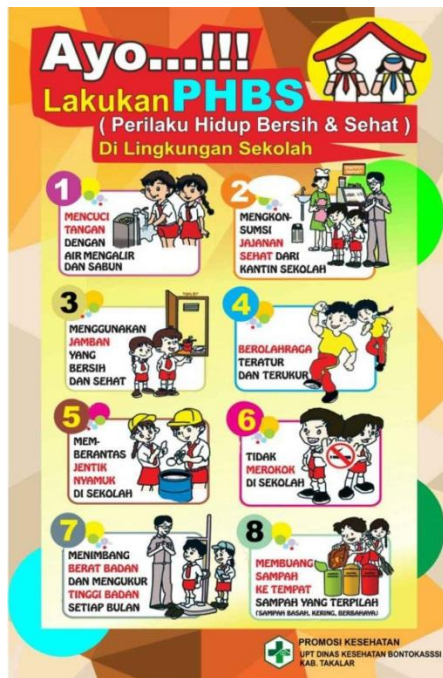 Ayo...!!!
Lakukan PHBS
( Perilaku Hidup Bersih & Sehat )
Di Lingkungan Sekolah
1
MENCUCI
TANGAN
DENGAN
AIR MENGALIR
DAN SABUN
2
MENGKON-
SUMSI
JAJANAN
SEHAT DARI
KANTIN SEKOLAH
3
MENGGUNAKAN
JAMBAN
YANG
BERSIH
DAN SEHAT
4
BEROLAHRAGA
TERATUR
DAN TERUKUR
5
MEM-
BERANTAS
JENTIK
NYAMUK
DI SEKOLAH
6
TIDAK
MEROKOK
DI SEKOLAH
7
MENIMBANG
BERAT BADAN
DAN MENGUKUR
TINGGI BADAN
SETIAP BULAN
8
MEMBUANG
SAMPAH
KE TEMPAT
SAMPAH YANG TERPILAH
(SAMPAH BASAH, KERING, BERBAHAYA)
PROMOSI KESEHATAN
UPT DINAS KESEHATAN BONTOKASSSI
KAB. TAKALAR